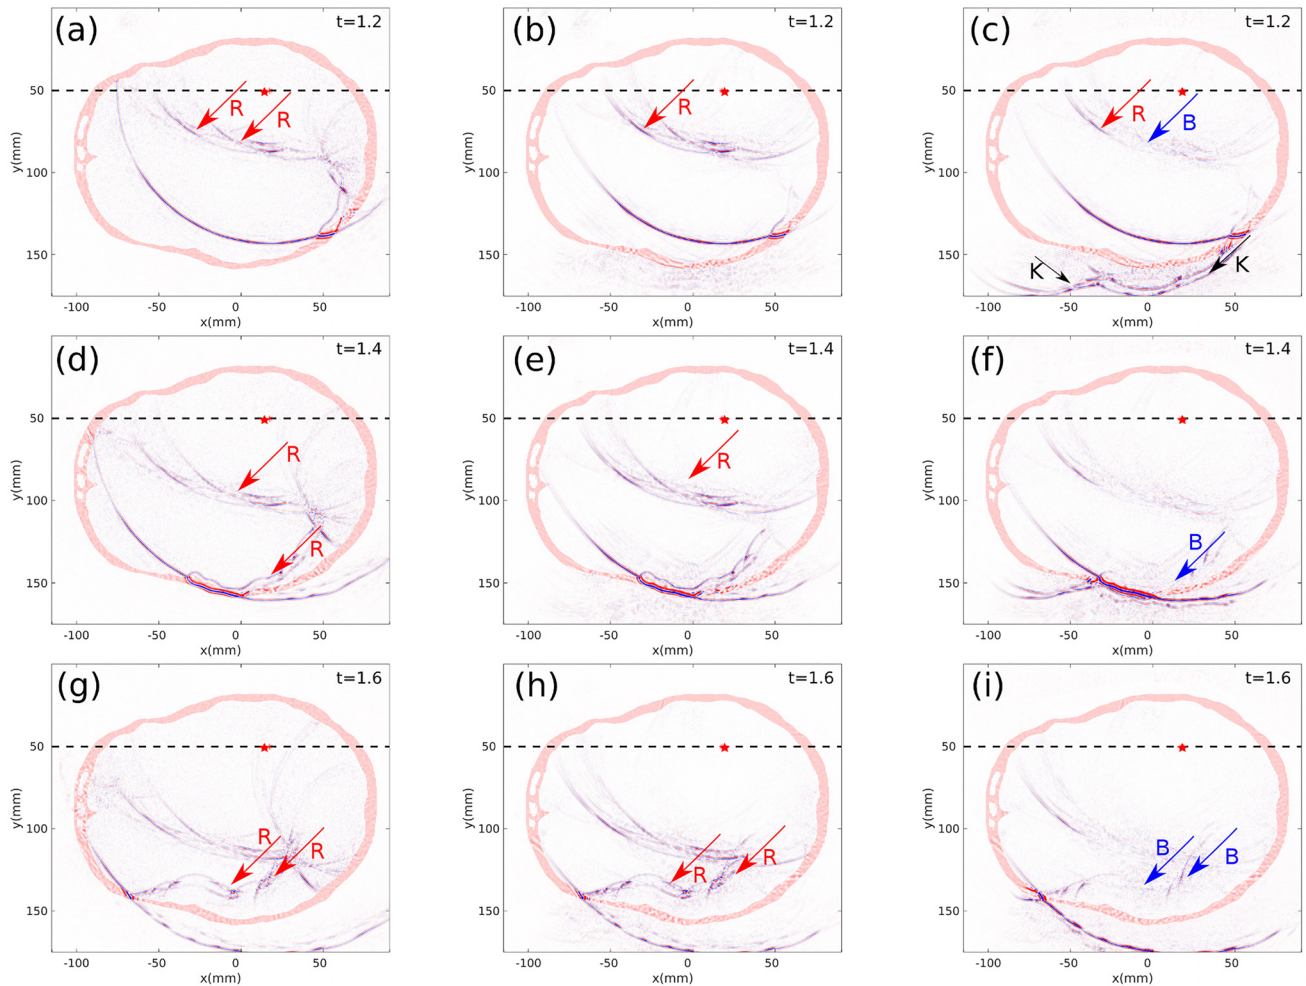 (a) t=1.2 (b) t=1.2 (c) t=1.2
50 50 50
R R R B
R
y(mm) y(mm) y(mm)
100 100 100
150 150 150
K K
-100 -50 0 50 -100 -50 0 50 -100 -50 0 50
x(mm) x(mm) x(mm)
(d) t=1.4 (e) t=1.4 (f) t=1.4
50 50 50
R R
y(mm) y(mm) y(mm)
100 100 100
R B
150 150 150
-100 -50 0 50 -100 -50 0 50 -100 -50 0 50
x(mm) x(mm) x(mm)
(g) t=1.6 (h) t=1.6 (i) t=1.6
50 50 50
y(mm) y(mm) y(mm)
100 100 100
R R R R B B
150 150 150
-100 -50 0 50 -100 -50 0 50 -100 -50 0 50
x(mm) x(mm) x(mm)